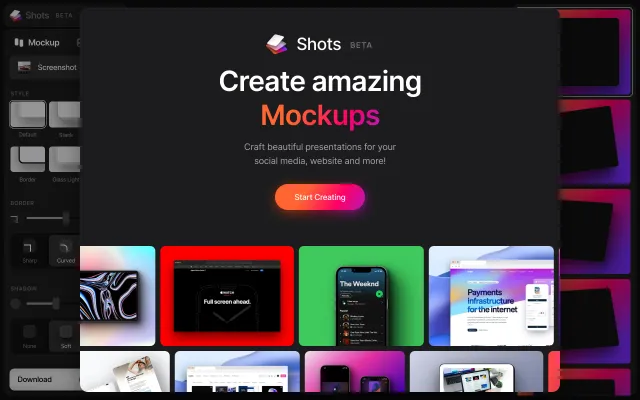 Shots BETA
Mockup
Screenshot
STYLE
Default
Border
Glass Light
BORDER
Sharp
Curved
SHADOW
None
Soft
Download
Shots BETA
Create amazing
Mockups
Craft beautiful presentations for your
social media, website and more!
Start Creating
Full screen ahead.
The Weeknd
Payments
Infrastructure
for the internet